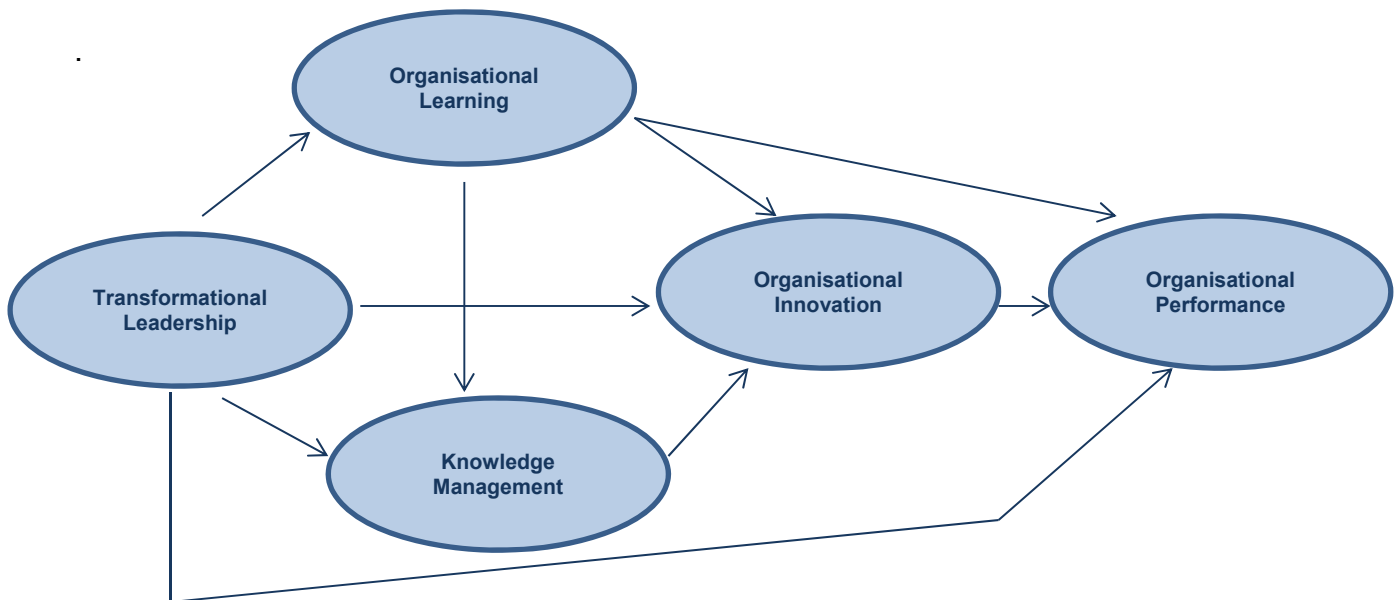 .
Organisational
Learning
Transformational
Leadership
Organisational
Innovation
Organisational
Performance
Knowledge
Management